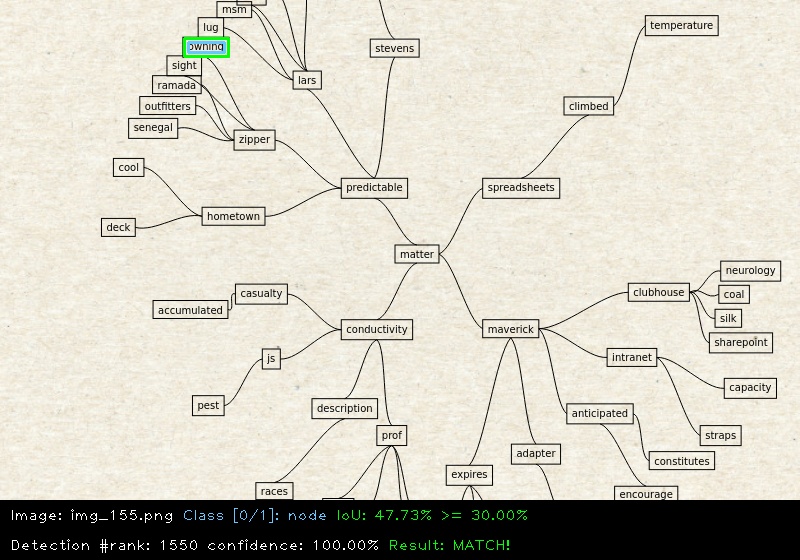 msm
temperature
lug
stevens
owning
sight
lars
ramada
climbed
outfitters
senegal
zipper
cool
predictable
spreadsheets
hometown
deck
matter
neurology
clubhouse
coal
casualty
accumulated
silk
conductivity
maverick
sharepoint
js
intranet
capacity
pest
description
anticipated
prof
straps
adapter
constitutes
expires
races
encourage
Image: img_155.png Class [0/1]: node IoU: 47.73% >= 30.00%
Detection #rank: 1550 confidence: 100.00% Result: MATCH!